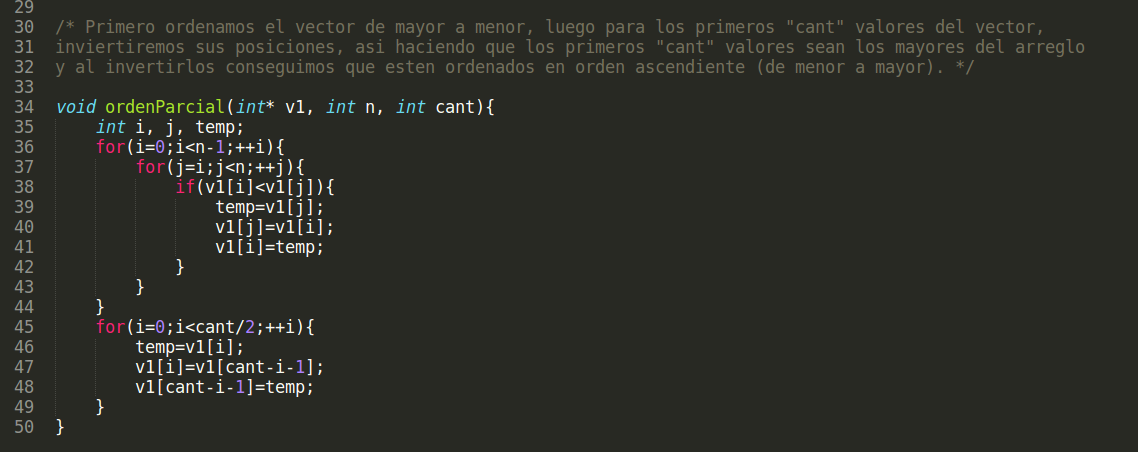 29
30 /* Primero ordenamos el vector de mayor a menor, luego para los primeros "cant" valores del vector,
31 inviertiremos sus posiciones, asi haciendo que los primeros "cant" valores sean los mayores del arreglo
32 y al invertirlos conseguimos que esten ordenados en orden ascendiente (de menor a mayor). */
33
34 void ordenParcial(int* v1, int n, int cant){
35     int i, j, temp;
36     for(i=0;i<n-1;++i){
37         for(j=i;j<n;++j){
38             if(v1[i]<v1[j]){
39                 temp=v1[j];
40                 v1[j]=v1[i];
41                 v1[i]=temp;
42             }
43         }
44     }
45     for(i=0;i<cant/2;++i){
46         temp=v1[i];
47         v1[i]=v1[cant-i-1];
48         v1[cant-i-1]=temp;
49     }
50 }